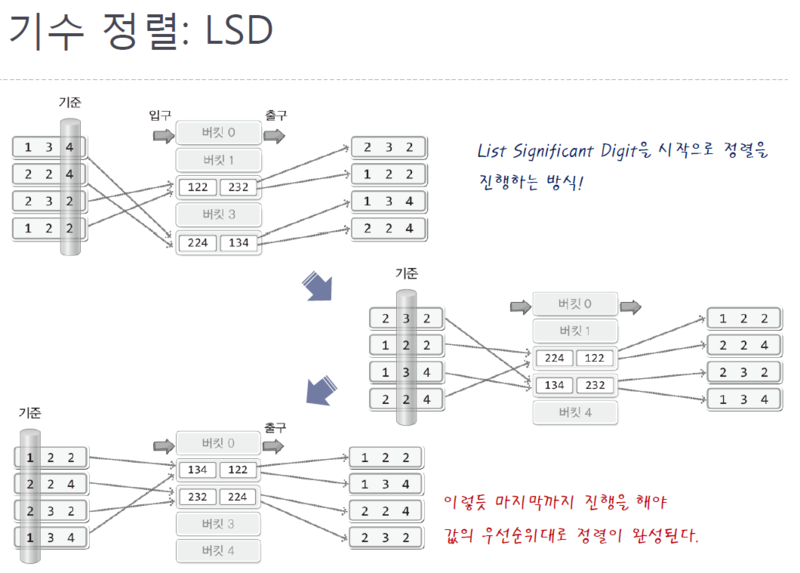 기수 정렬: LSD
기준
입구
출구
1 3 4
2 2 4
2 3 2
1 2 2
버킷 0
버킷 1
122 232
버킷 3
224 134
2 3 2
1 2 2
1 3 4
2 2 4
List Significant Digit을 시작으로 정렬을
진행하는 방식!
기준
2 3 2
1 2 2
1 3 4
2 2 4
버킷 0
버킷 1
224 122
134 232
버킷 4
1 2 2
2 2 4
2 3 2
1 3 4
기준
출구
1 2 2
2 2 4
2 3 2
1 3 4
버킷 0
134 122
232 224
버킷 3
버킷 4
1 2 2
1 3 4
2 2 4
2 3 2
이렇듯 마지막까지 진행을 해야
값의 우선순위대로 정렬이 완성된다.